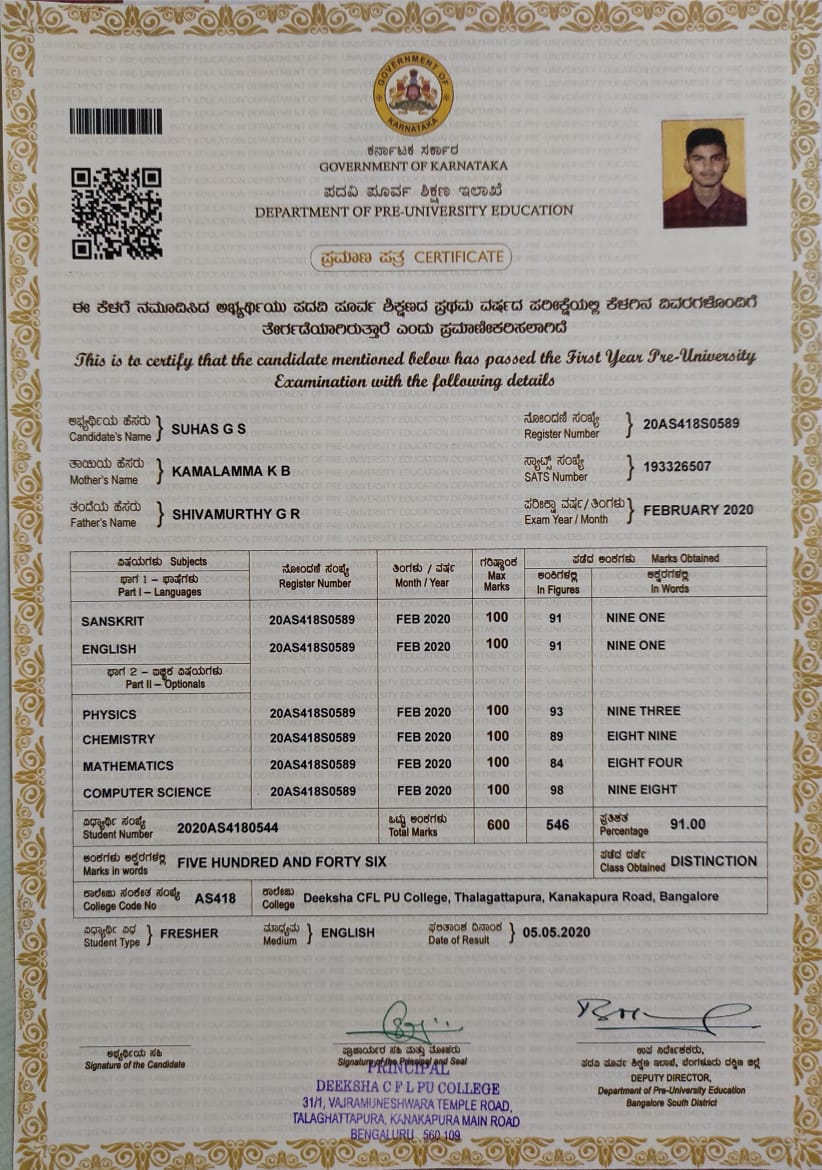 GOVERNMENT OF KARNATAKA
ಕರ್ನಾಟಕ ಸರ್ಕಾರ
GOVERNMENT OF KARNATAKA
ಪದವಿ ಪೂರ್ವ ಶಿಕ್ಷಣ ಇಲಾಖೆ
DEPARTMENT OF PRE-UNIVERSITY EDUCATION
ಪ್ರಮಾಣ ಪತ್ರ CERTIFICATE
ಈ ಕೆಳಗೆ ನಮೂದಿಸಿದ ಅಭ್ಯರ್ಥಿಯು ಪದವಿ ಪೂರ್ವ ಶಿಕ್ಷಣದ ಪ್ರಥಮ ವರ್ಷದ ಪರೀಕ್ಷೆಯಲ್ಲಿ ಕೆಳಗಿನ ವಿವರಗಳೊಂದಿಗೆ
ತೇರ್ಗಡೆಯಾಗಿರುತ್ತಾರೆ ಎಂದು ಪ್ರಮಾಣೀಕರಿಸಲಾಗಿದೆ
This is to certify that the candidate mentioned below has passed the First Year Pre-University
Examination with the following details
ಅಭ್ಯರ್ಥಿಯ ಹೆಸರು
Candidate's Name } SUHAS G S
ನೋಂದಣಿ ಸಂಖ್ಯೆ
Register Number } 20AS418S0589
ತಾಯಿಯ ಹೆಸರು
Mother's Name } KAMALAMMA K B
ಸ್ಯಾಟ್ಸ್ ಸಂಖ್ಯೆ
SATS Number } 193326507
ತಂದೆಯ ಹೆಸರು
Father's Name } SHIVAMURTHY G R
ಪರೀಕ್ಷಾ ವರ್ಷ/ತಿಂಗಳು
Exam Year / Month } FEBRUARY 2020
ವಿಷಯಗಳು Subjects
ಭಾಗ 1 – ಭಾಷೆಗಳು
Part I – Languages
ನೋಂದಣಿ ಸಂಖ್ಯೆ
Register Number
ತಿಂಗಳು / ವರ್ಷ
Month / Year
ಗರಿಷ್ಠಾಂಕ
Max
Marks
ಪಡೆದ ಅಂಕಗಳು Marks Obtained
ಅಂಕಿಗಳಲ್ಲಿ
In Figures
ಅಕ್ಷರಗಳಲ್ಲಿ
In Words
SANSKRIT 20AS418S0589 FEB 2020 100 91 NINE ONE
ENGLISH 20AS418S0589 FEB 2020 100 91 NINE ONE
ಭಾಗ 2 – ಐಚ್ಛಿಕ ವಿಷಯಗಳು
Part II – Optionals
PHYSICS 20AS418S0589 FEB 2020 100 93 NINE THREE
CHEMISTRY 20AS418S0589 FEB 2020 100 89 EIGHT NINE
MATHEMATICS 20AS418S0589 FEB 2020 100 84 EIGHT FOUR
COMPUTER SCIENCE 20AS418S0589 FEB 2020 100 98 NINE EIGHT
ವಿದ್ಯಾರ್ಥಿ ಸಂಖ್ಯೆ
Student Number 2020AS4180544
ಒಟ್ಟು ಅಂಕಗಳು
Total Marks 600 546
ಪ್ರತಿಶತ
Percentage 91.00
ಅಂಕಗಳು ಅಕ್ಷರಗಳಲ್ಲಿ
Marks in words FIVE HUNDRED AND FORTY SIX
ಪಡೆದ ದರ್ಜೆ
Class Obtained DISTINCTION
ಕಾಲೇಜು ಸಂಕೇತ ಸಂಖ್ಯೆ
College Code No AS418
ಕಾಲೇಜು
College Deeksha CFL PU College, Thalagattapura, Kanakapura Road, Bangalore
ವಿದ್ಯಾರ್ಥಿ ವಿಧ
Student Type } FRESHER
ಮಾಧ್ಯಮ
Medium } ENGLISH
ಫಲಿತಾಂಶ ದಿನಾಂಕ
Date of Result } 05.05.2020
ಅಭ್ಯರ್ಥಿಯ ಸಹಿ
Signature of the Candidate
ಪ್ರಾಚಾರ್ಯರ ಸಹಿ ಮತ್ತು ಮೋಹರು
Signature of the Principal and Seal
PRINCIPAL
DEEKSHA C F L PU COLLEGE
31/1, VAJRAMUNESHWARA TEMPLE ROAD,
TALAGHATTAPURA, KANAKAPURA MAIN ROAD
BENGALURU 560 109
ಉಪ ನಿರ್ದೇಶಕರು,
ಪದವಿ ಪೂರ್ವ ಶಿಕ್ಷಣ ಇಲಾಖೆ, ಬೆಂಗಳೂರು ದಕ್ಷಿಣ ಜಿಲ್ಲೆ
DEPUTY DIRECTOR,
Department of Pre-University Education
Bangalore South District